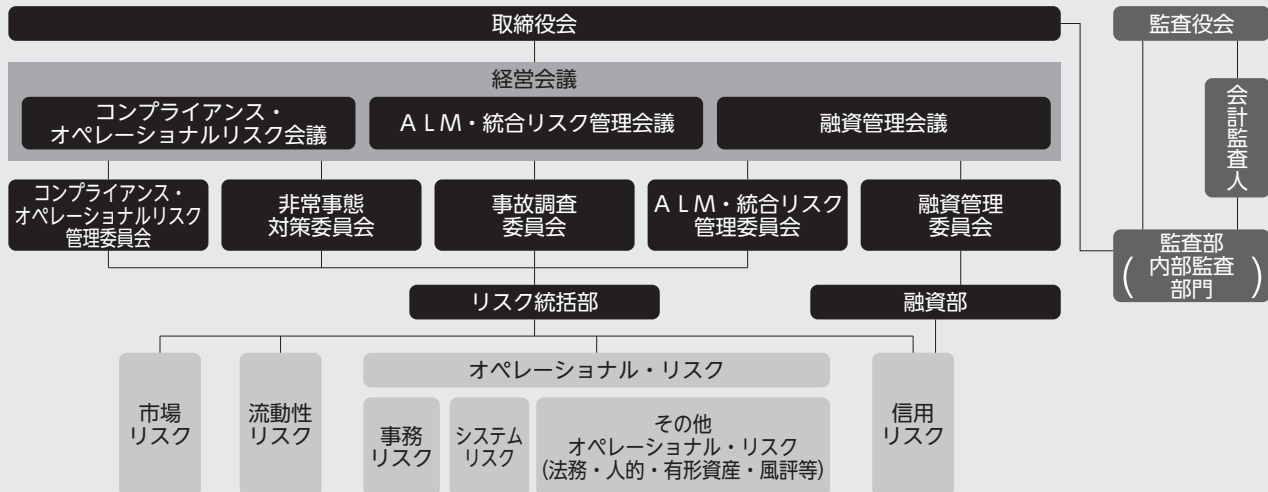 取締役会
監査役会
経営会議
コンプライアンス・
オペレーショナルリスク会議
ALM・統合リスク管理会議
融資管理会議
会計監査人
コンプライアンス・
オペレーショナルリスク
管理委員会
非常事態
対策委員会
事故調査
委員会
ALM・統合リスク
管理委員会
融資管理
委員会
監査部
(内部監査
部門)
リスク統括部
融資部
オペレーショナル・リスク
市場
リスク
流動性
リスク
事務
リスク
システム
リスク
その他
オペレーショナル・リスク
(法務・人的・有形資産・風評等)
信用
リスク